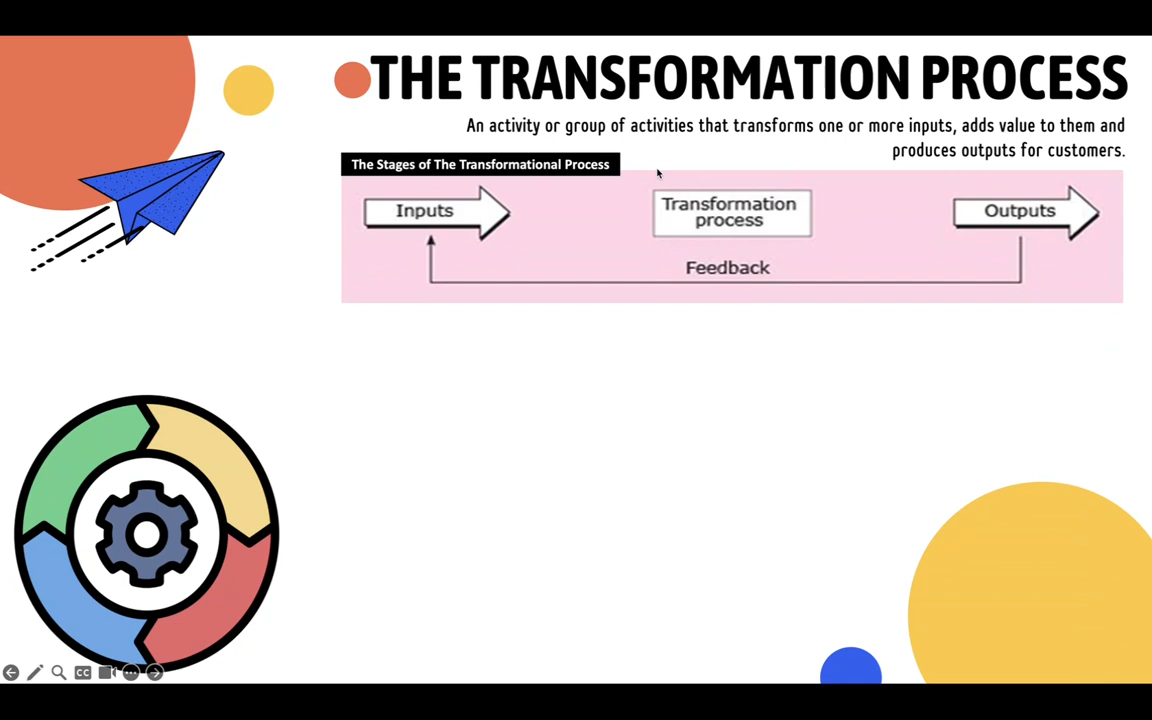 THE TRANSFORMATION PROCESS
An activity or group of activities that transforms one or more inputs, adds value to them and
produces outputs for customers.
The Stages of The Transformational Process
Inputs
Transformation
process
Outputs
Feedback
CC